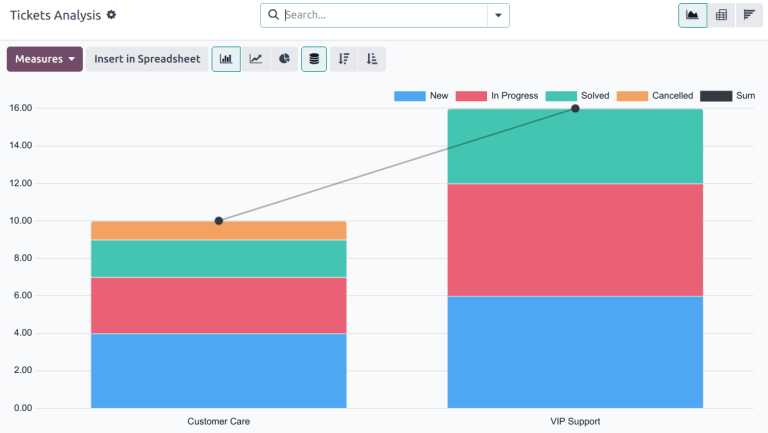 Tickets Analysis
Search...
Measures
Insert in Spreadsheet
New In Progress Solved Cancelled Sum
16.00
14.00
12.00
10.00
8.00
6.00
4.00
2.00
0.00
Customer Care VIP Support